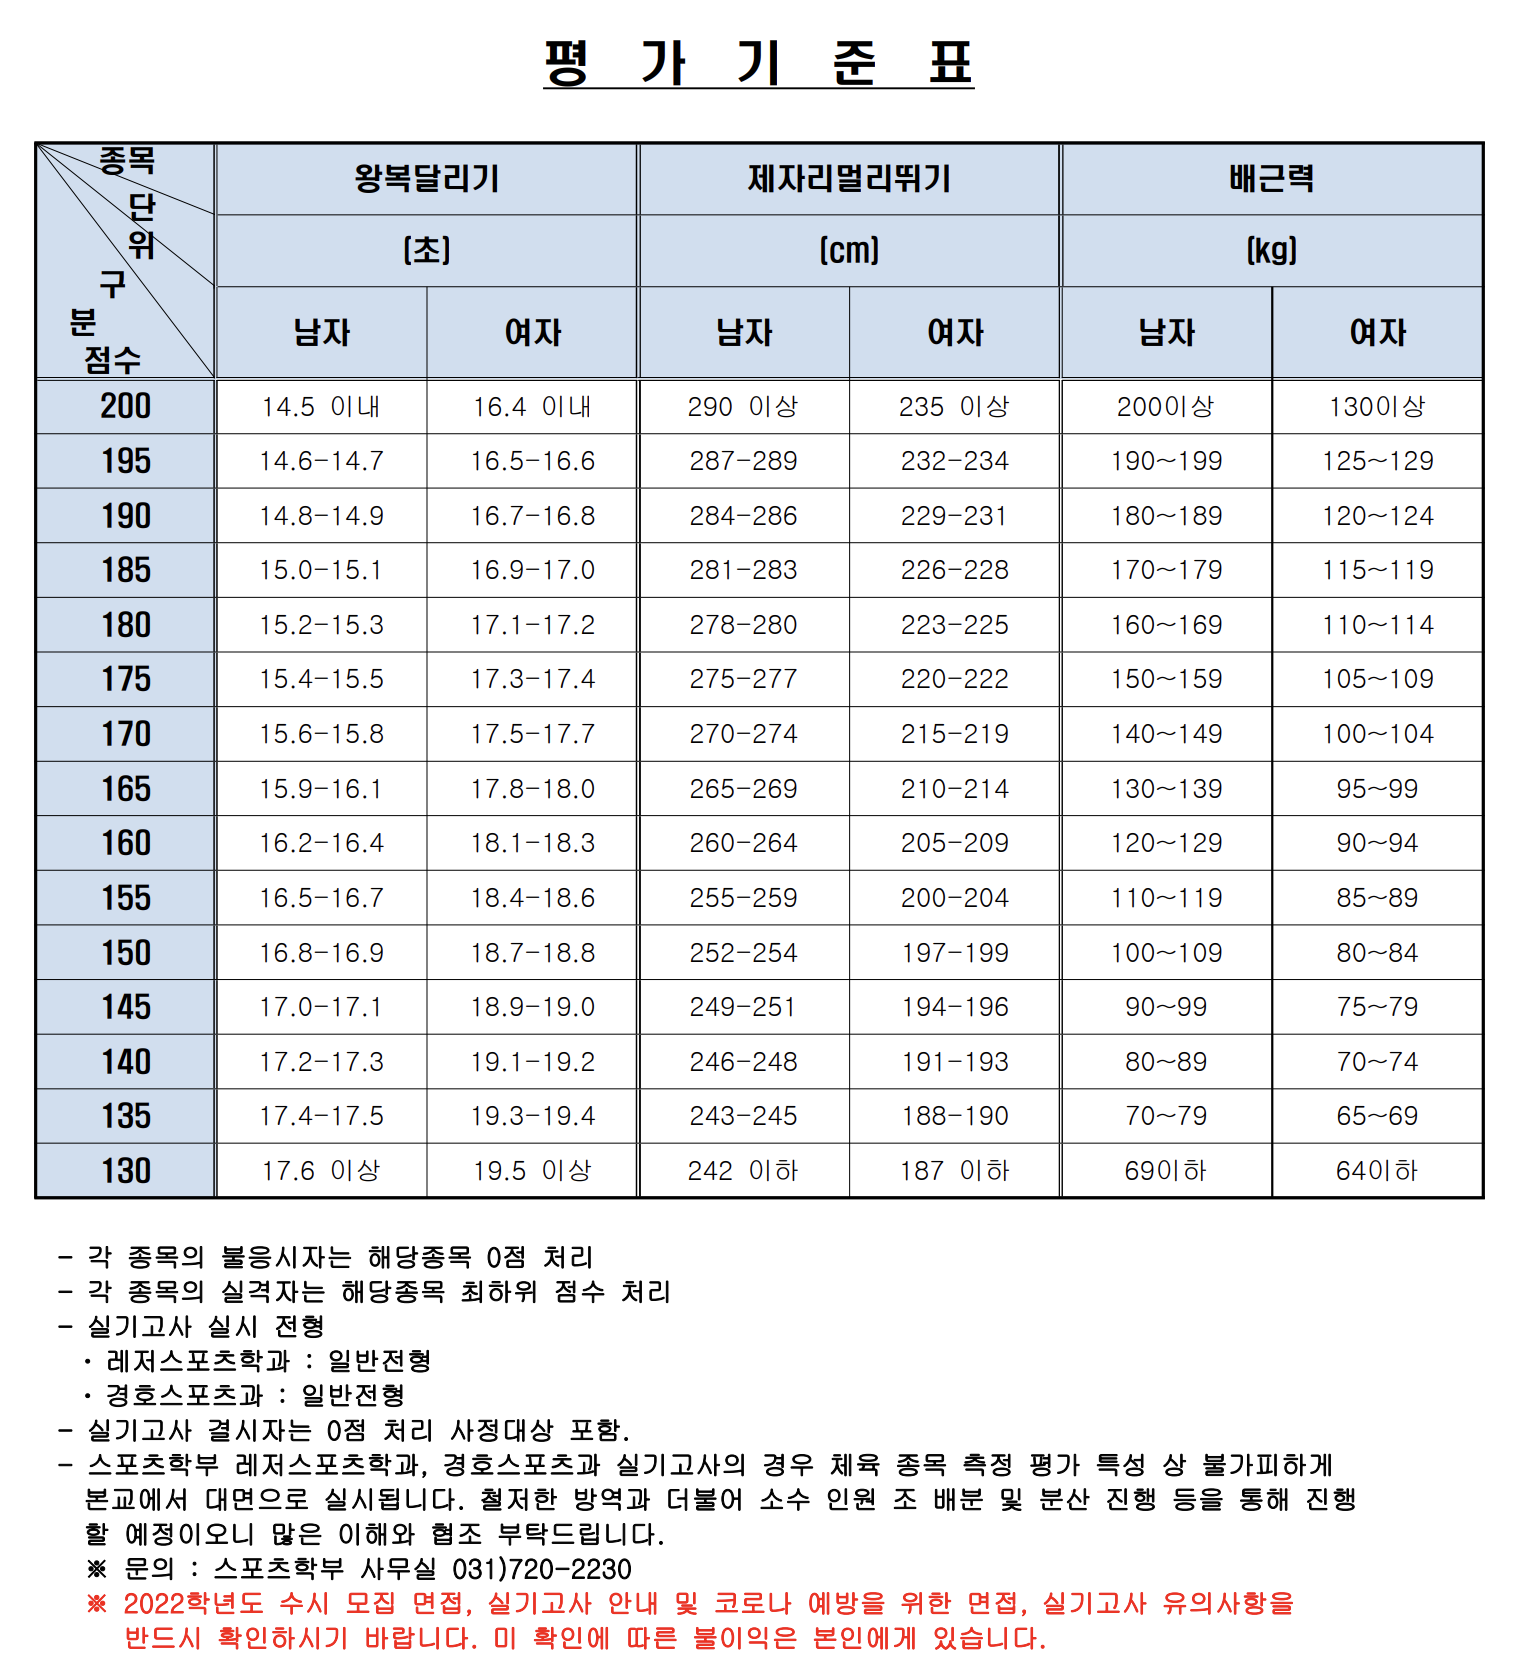 평 가 기 준 표
종목 왕복달리기 제자리멀리뛰기 배근력
단위 (초) (cm) (kg)
구분 남자 여자 남자 여자 남자 여자
점수
200 14.5 이내 16.4 이내 290 이상 235 이상 200이상 130이상
195 14.6-14.7 16.5-16.6 287-289 232-234 190~199 125~129
190 14.8-14.9 16.7-16.8 284-286 229-231 180~189 120~124
185 15.0-15.1 16.9-17.0 281-283 226-228 170~179 115~119
180 15.2-15.3 17.1-17.2 278-280 223-225 160~169 110~114
175 15.4-15.5 17.3-17.4 275-277 220-222 150~159 105~109
170 15.6-15.8 17.5-17.7 270-274 215-219 140~149 100~104
165 15.9-16.1 17.8-18.0 265-269 210-214 130~139 95~99
160 16.2-16.4 18.1-18.3 260-264 205-209 120~129 90~94
155 16.5-16.7 18.4-18.6 255-259 200-204 110~119 85~89
150 16.8-16.9 18.7-18.8 252-254 197-199 100~109 80~84
145 17.0-17.1 18.9-19.0 249-251 194-196 90~99 75~79
140 17.2-17.3 19.1-19.2 246-248 191-193 80~89 70~74
135 17.4-17.5 19.3-19.4 243-245 188-190 70~79 65~69
130 17.6 이상 19.5 이상 242 이하 187 이하 69이하 64이하
- 각 종목의 불응시자는 해당종목 0점 처리
- 각 종목의 실격자는 해당종목 최하위 점수 처리
- 실기고사 실시 전형
· 레저스포츠학과 : 일반전형
· 경호스포츠과 : 일반전형
- 실기고사 결시자는 0점 처리 사정대상 포함.
- 스포츠학부 레저스포츠학과, 경호스포츠과 실기고사의 경우 체육 종목 측정 평가 특성 상 불가피하게
본교에서 대면으로 실시됩니다. 철저한 방역과 더불어 소수 인원 조 배분 및 분산 진행 등을 통해 진행
할 예정이오니 많은 이해와 협조 부탁드립니다.
※ 문의 : 스포츠학부 사무실 031)720-2230
※ 2022학년도 수시 모집 면접, 실기고사 안내 및 코로나 예방을 위한 면접, 실기고사 유의사항을
반드시 확인하시기 바랍니다. 미 확인에 따른 불이익은 본인에게 있습니다.